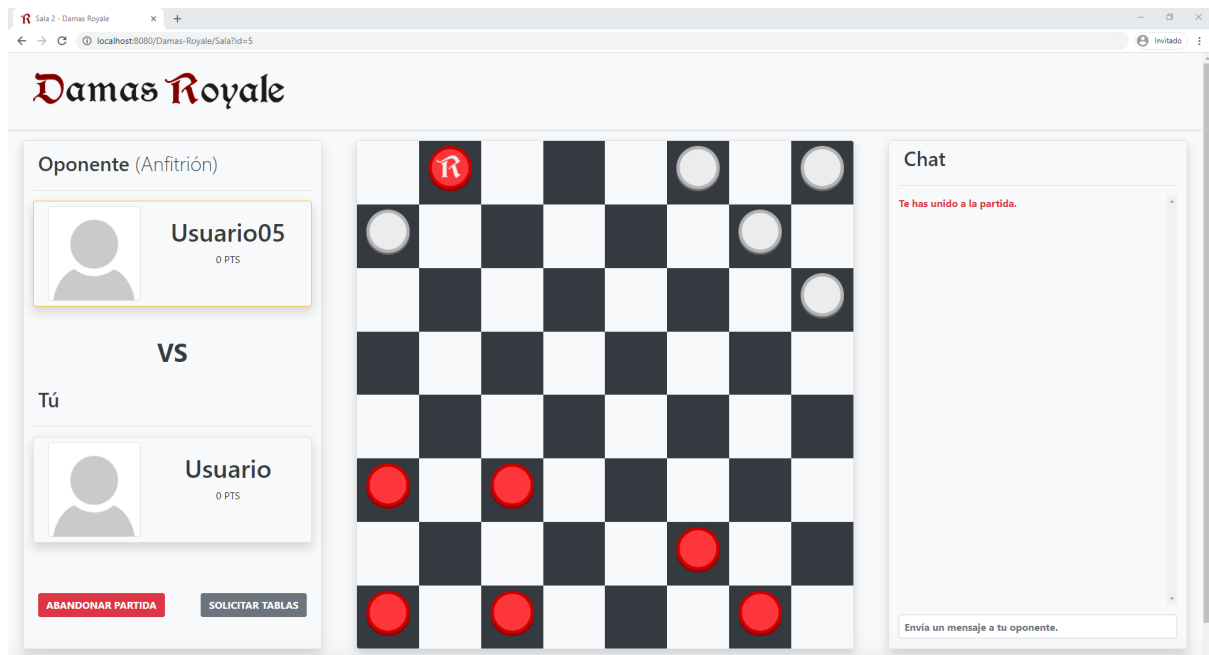 Sala 2 - Damas Royale
localhost:8080/Damas-Royale/Sala?id=5
Invitado
Damas Royale
Oponente (Anfitrión)
Usuario05
0 PTS
VS
Tú
Usuario
0 PTS
ABANDONAR PARTIDA
SOLICITAR TABLAS
R
Chat
Te has unido a la partida.
Envía un mensaje a tu oponente.